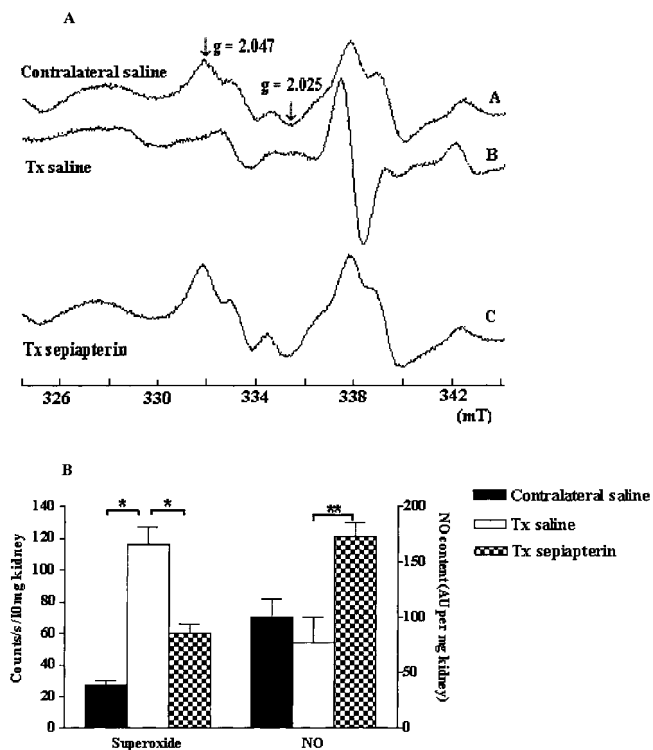 A
g = 2.047
Contralateral saline
g = 2.025
A
Tx saline
B
Tx sepiapterin
C
326 330 334 338 342
(mT)
B
Counts/s/10mg kidney
140
120
100
80
60
40
20
0
* * **
200
150
100
50
0
NO content (AU per mg kidney)
Superoxide NO
Contralateral saline
Tx saline
Tx sepiapterin